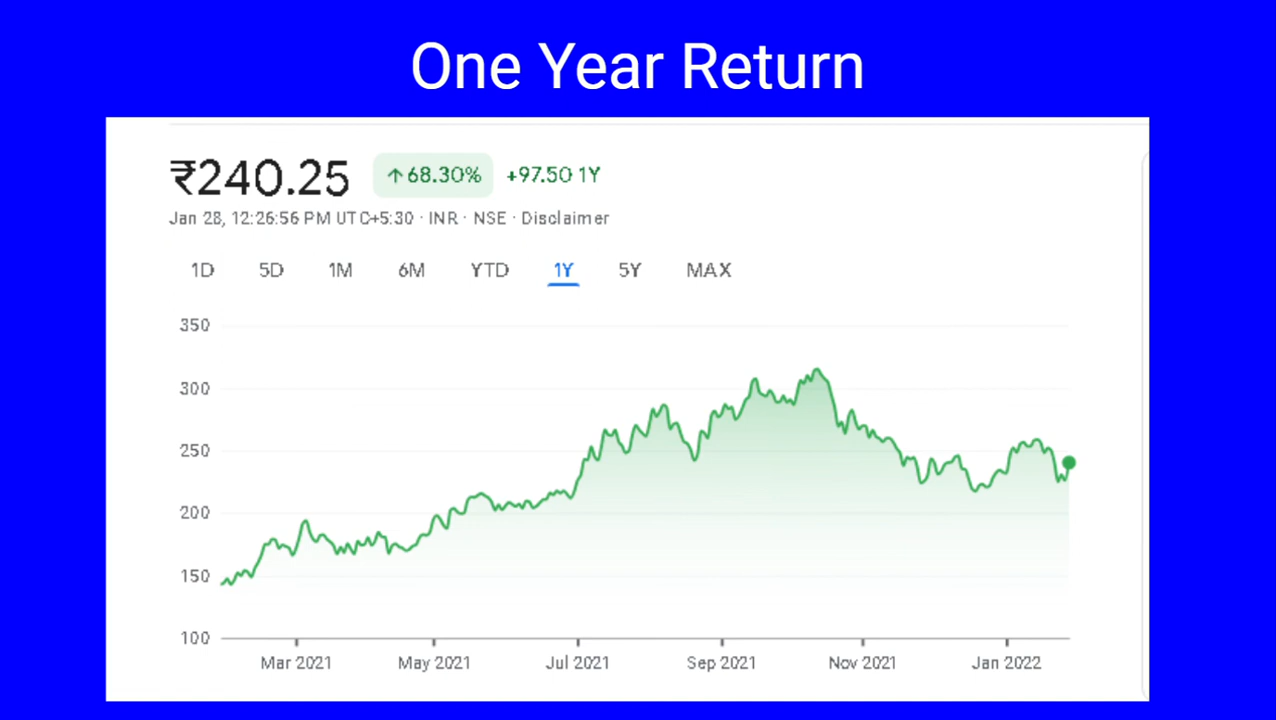 One Year Return
₹240.25 ↑68.30% +97.50 1Y
Jan 28, 12:26:56 PM UTC+5:30 · INR · NSE · Disclaimer
1D 5D 1M 6M YTD 1Y 5Y MAX
350
300
250
200
150
100
Mar 2021 May 2021 Jul 2021 Sep 2021 Nov 2021 Jan 2022